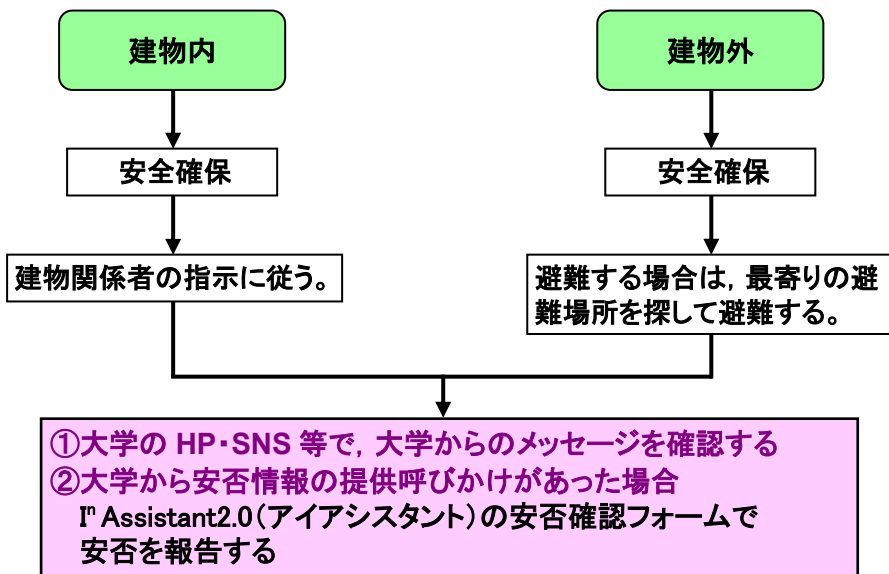 建物内
建物外
安全確保
安全確保
建物関係者の指示に従う。
避難する場合は，最寄りの避
難場所を探して避難する。
①大学の HP･SNS 等で，大学からのメッセージを確認する
②大学から安否情報の提供呼びかけがあった場合
Iⁿ Assistant2.0（アイアシスタント）の安否確認フォームで
安否を報告する